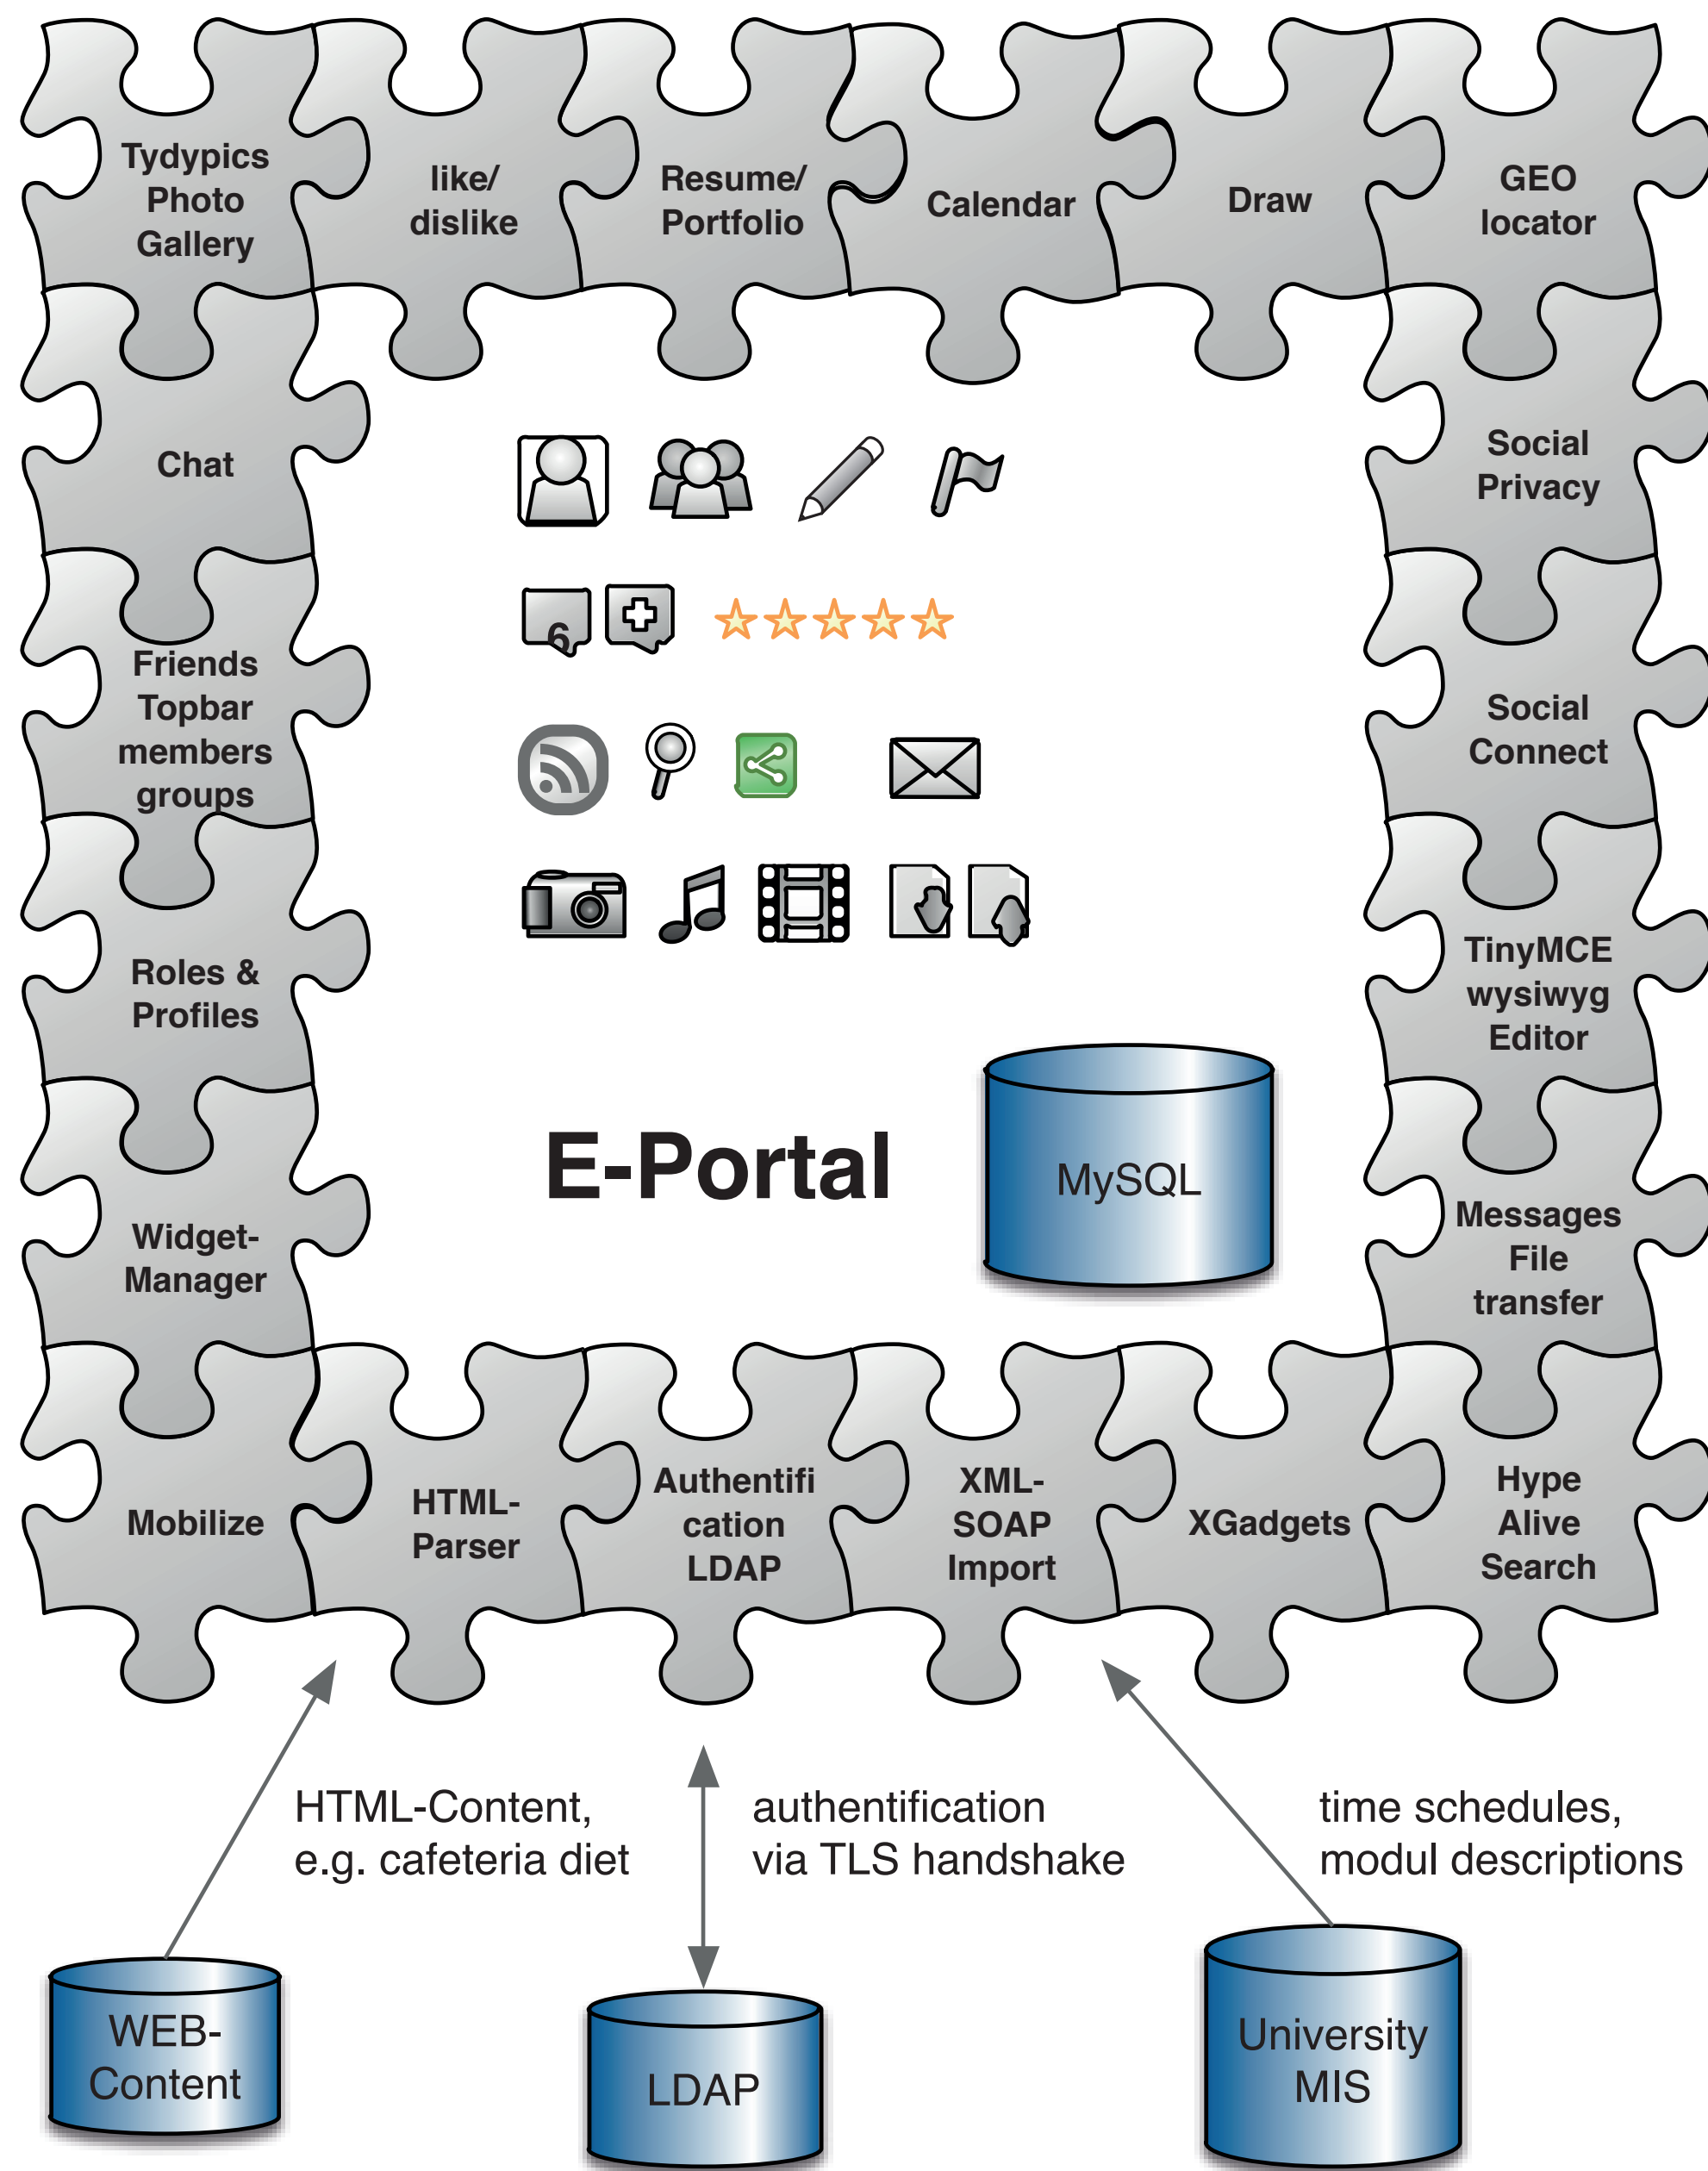 Tydypics
Photo
Gallery
like/
dislike
Resume/
Portfolio
Calendar
Draw
GEO
locator
Chat
Social
Privacy
6
Friends
Topbar
members
groups
Social
Connect
Roles &
Profiles
TinyMCE
wysiwyg
Editor
E-Portal
MySQL
Widget-
Manager
Messages
File
transfer
Mobilize
HTML-
Parser
Authentifi
cation
LDAP
XML-
SOAP
Import
XGadgets
Hype
Alive
Search
HTML-Content,
e.g. cafeteria diet
authentification
via TLS handshake
time schedules,
modul descriptions
WEB-
Content
LDAP
University
MIS